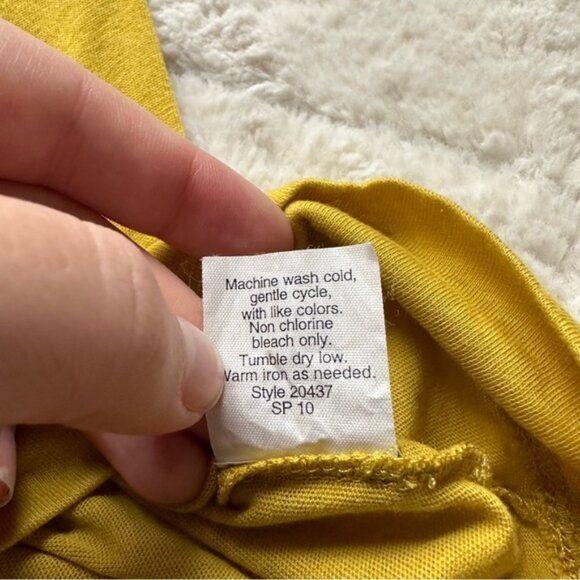 Machine wash cold,
gentle cycle,
with like colors.
Non chlorine
bleach only.
Tumble dry low.
Warm iron as needed.
Style 20437
SP 10